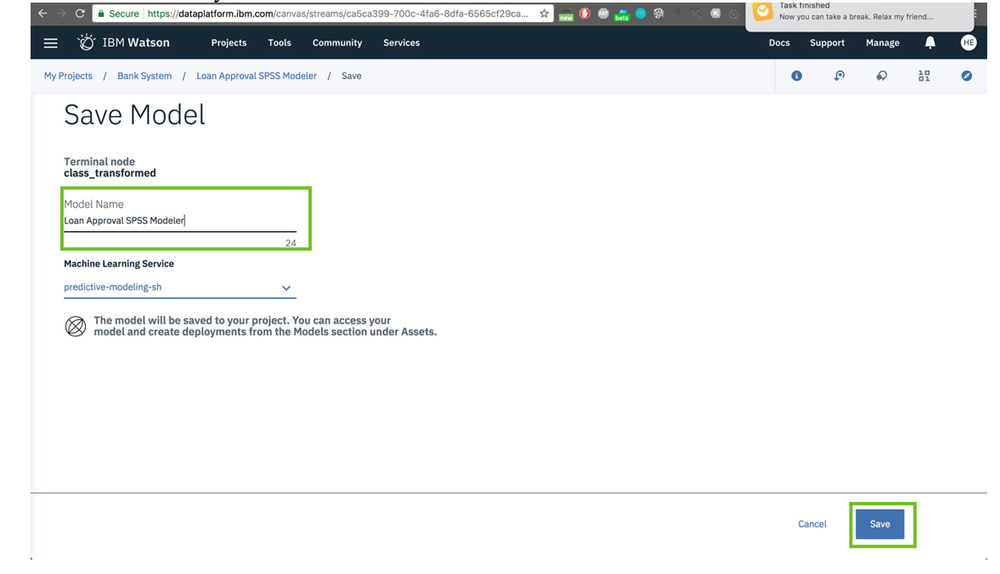 Task finished
Secure https://dataplatform.ibm.com/canvas/streams/ca5ca399-700c-4fa6-8dfa-6565cf29ca...
new
beta
Now you can take a break. Relax my friend...
IBM Watson Projects Tools Community Services Docs Support Manage HE
My Projects / Bank System / Loan Approval SPSS Modeler / Save
Save Model
Terminal node
class_transformed
Model Name
Loan Approval SPSS Modeler
24
Machine Learning Service
predictive-modeling-sh
The model will be saved to your project. You can access your
model and create deployments from the Models section under Assets.
Cancel Save